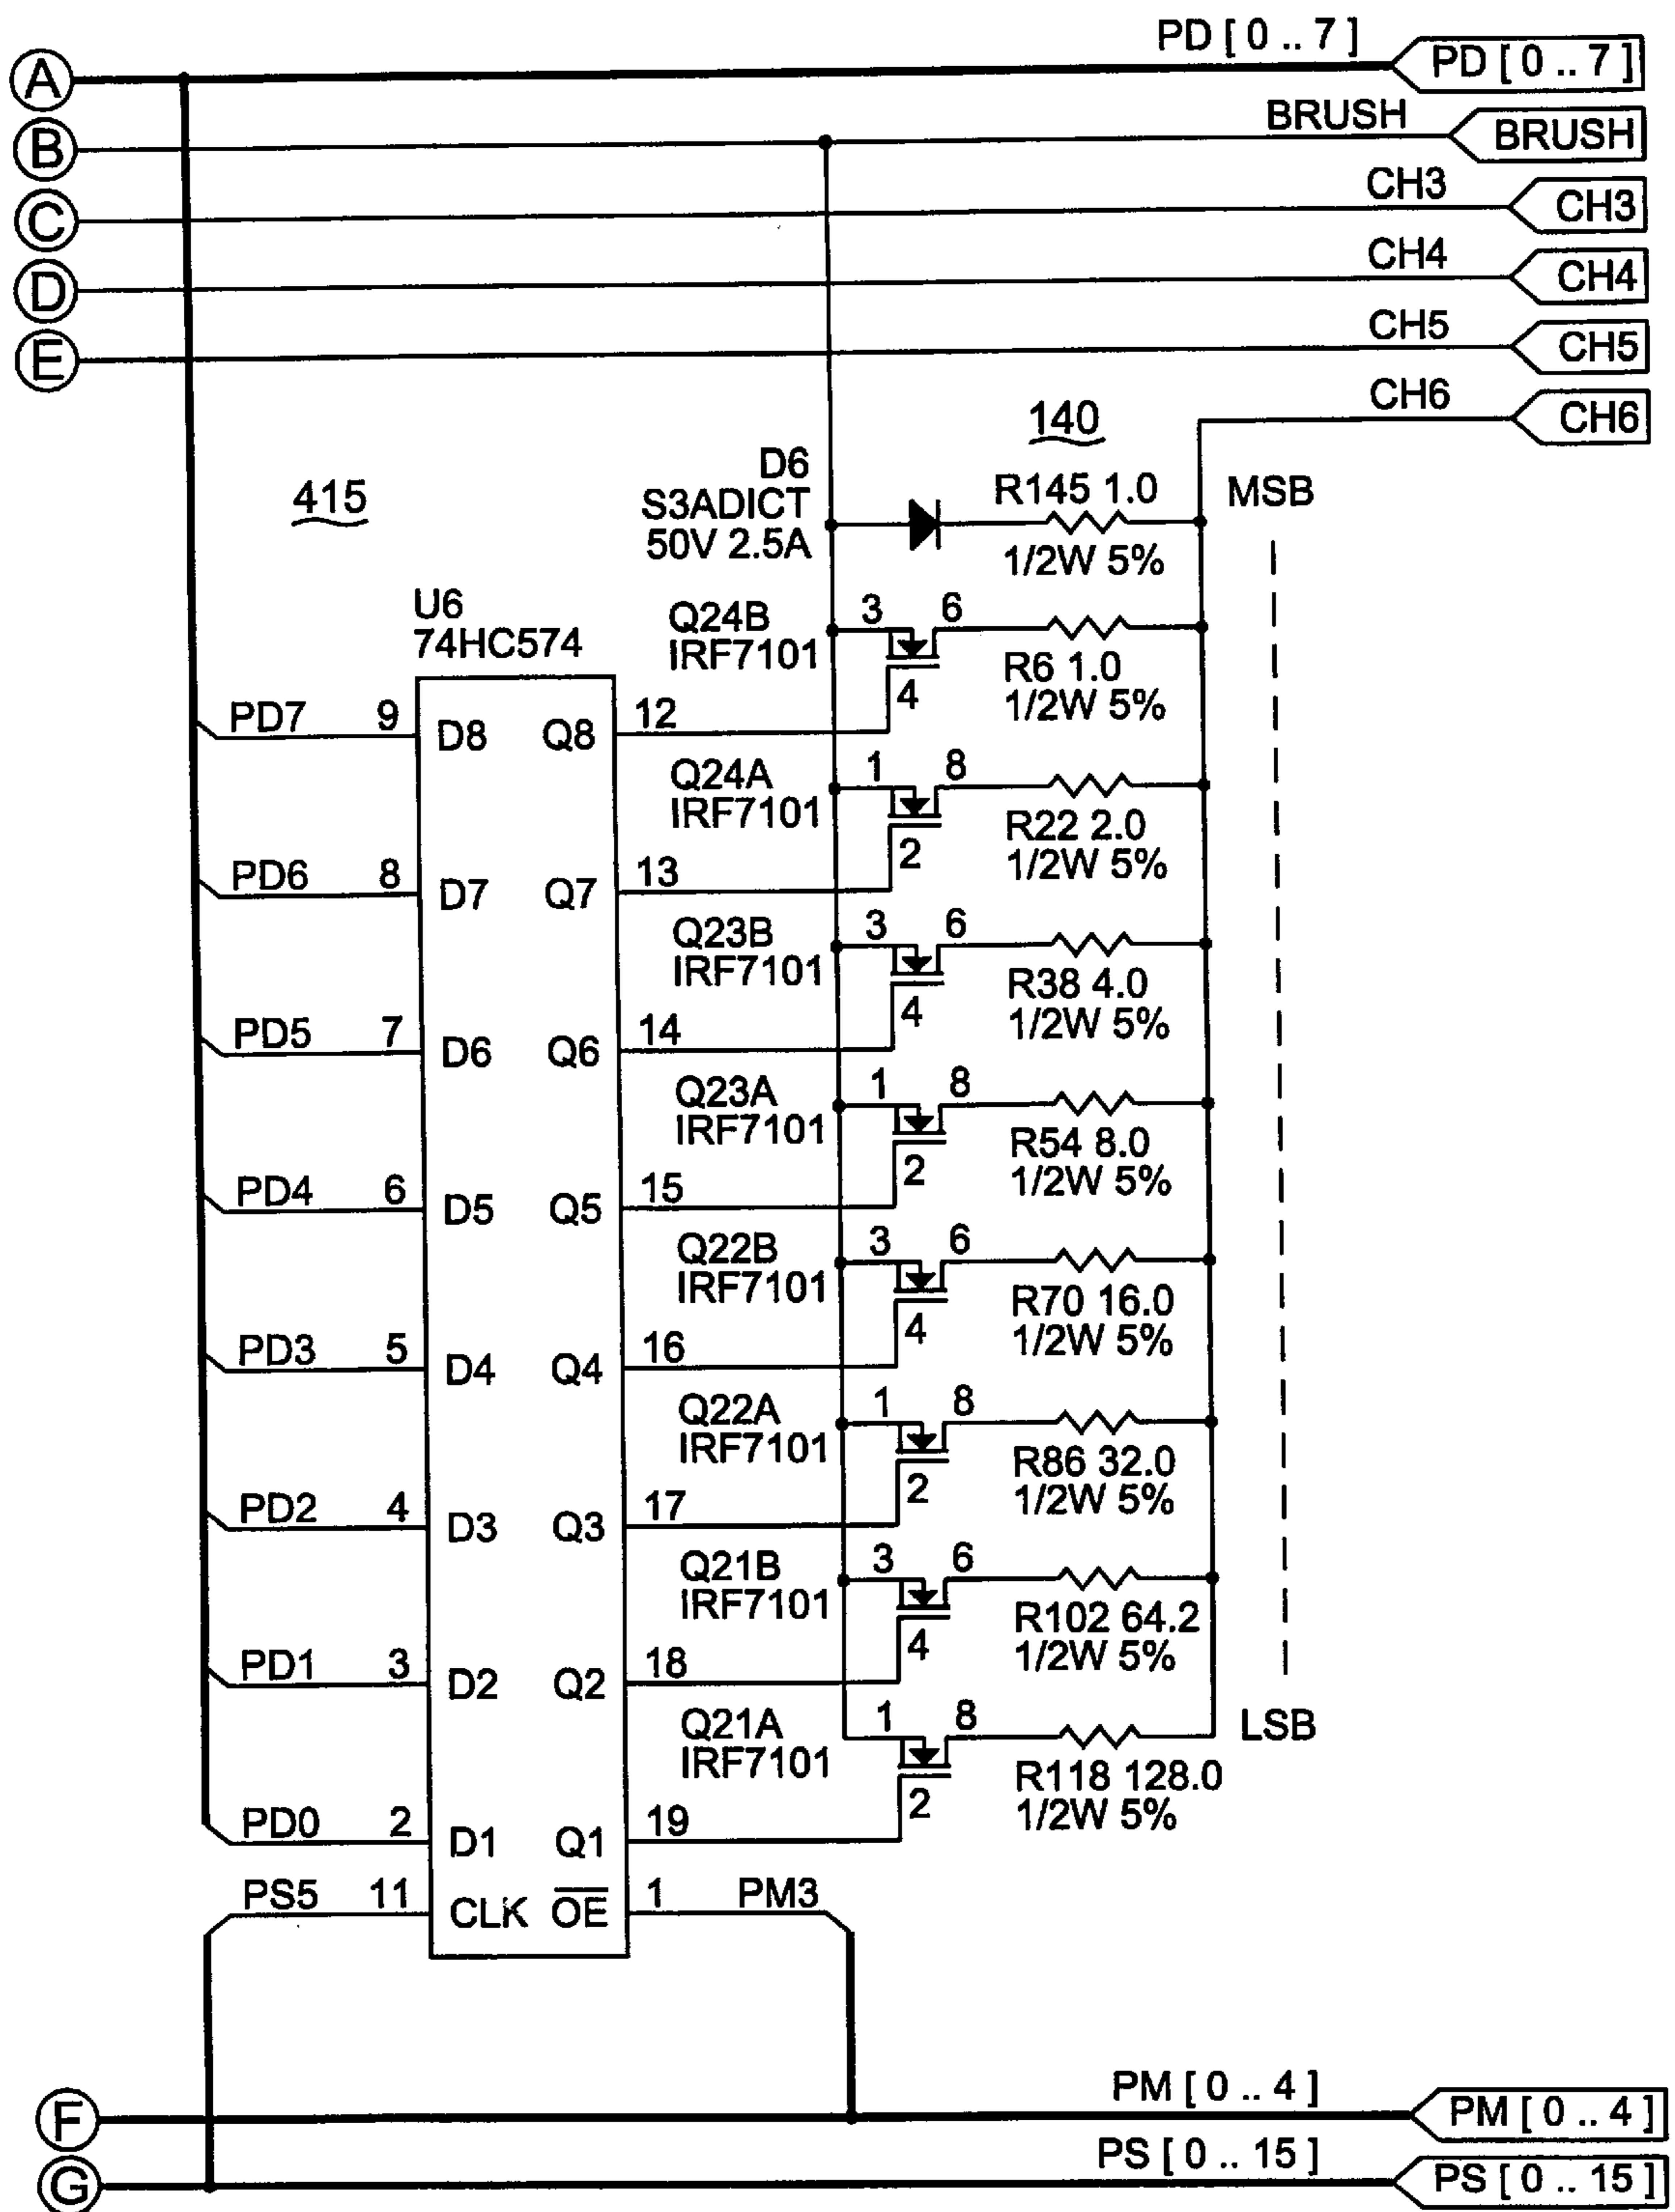 PD [ 0 .. 7 ]
A
PD [ 0 .. 7 ]
BRUSH
B
BRUSH
CH3
C
CH3
CH4
D
CH4
CH5
E
CH5
CH6
CH6
140
415
D6
S3ADICT
50V 2.5A
R145 1.0
1/2W 5%
MSB
U6
74HC574
Q24B
IRF7101
3
6
4
R6 1.0
1/2W 5%
PD7
9
D8
Q8
12
Q24A
IRF7101
1
8
2
R22 2.0
1/2W 5%
PD6
8
D7
Q7
13
Q23B
IRF7101
3
6
4
R38 4.0
1/2W 5%
PD5
7
D6
Q6
14
Q23A
IRF7101
1
8
2
R54 8.0
1/2W 5%
PD4
6
D5
Q5
15
Q22B
IRF7101
3
6
4
R70 16.0
1/2W 5%
PD3
5
D4
Q4
16
Q22A
IRF7101
1
8
2
R86 32.0
1/2W 5%
PD2
4
D3
Q3
17
Q21B
IRF7101
3
6
4
R102 64.2
1/2W 5%
PD1
3
D2
Q2
18
Q21A
IRF7101
1
8
2
R118 128.0
1/2W 5%
LSB
PD0
2
D1
Q1
19
PS5
11
CLK
OE
1
PM3
PM [ 0 .. 4 ]
F
PM [ 0 .. 4 ]
PS [ 0 .. 15 ]
G
PS [ 0 .. 15 ]